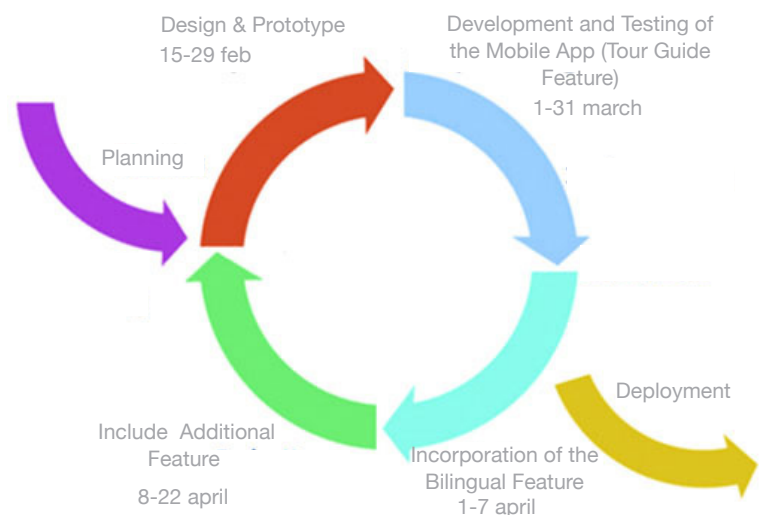 Design & Prototype
15-29 feb
Development and Testing of
the Mobile App (Tour Guide
Feature)
1-31 march
Planning
Deployment
Include Additional
Feature
8-22 april
Incorporation of the
Bilingual Feature
1-7 april